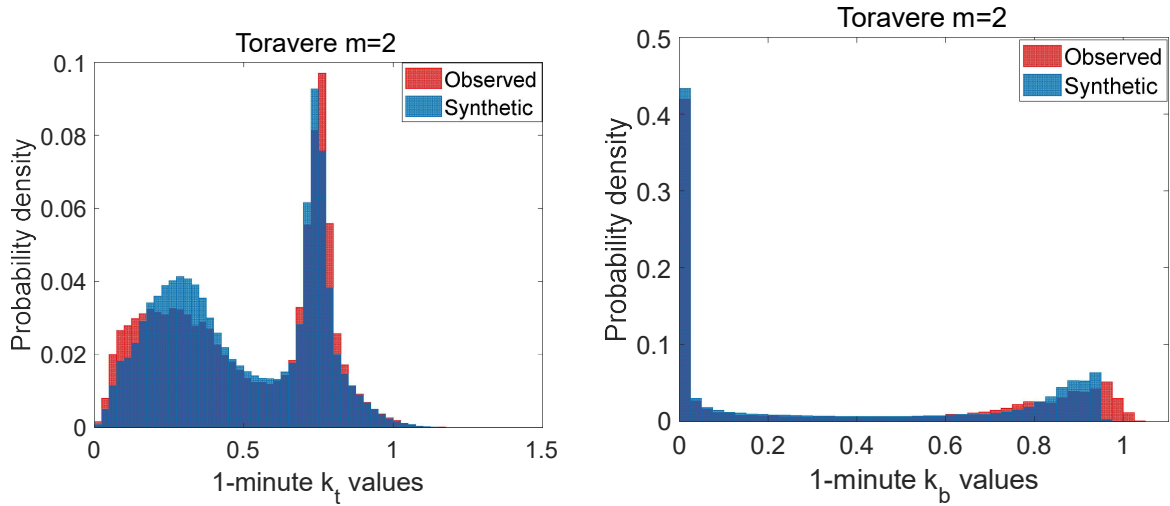 Toravere m=2
Observed
Synthetic
Probability density
0.1
0.08
0.06
0.04
0.02
0
0
0.5
1
1.5
1-minute k_t values
Toravere m=2
Observed
Synthetic
Probability density
0.5
0.4
0.3
0.2
0.1
0
0
0.2
0.4
0.6
0.8
1
1-minute k_b values